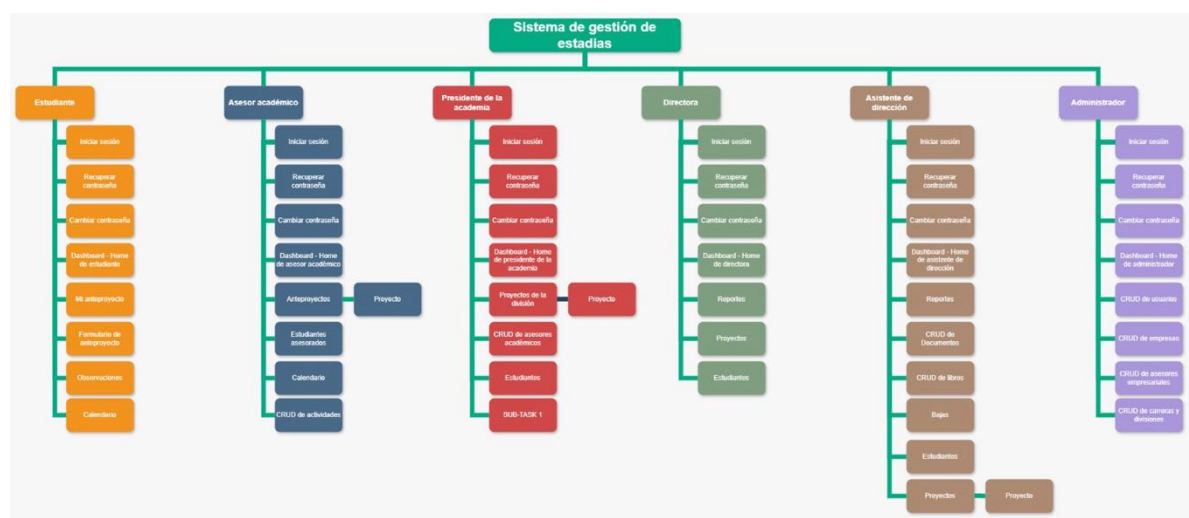 Sistema de gestión de
estadias
Estudiante
Iniciar sesión
Recuperar
contraseña
Cambiar contraseña
Dashboard - Home
de estudiante
Mi anteproyecto
Formulario de
anteproyecto
Observaciones
Calendario
Asesor académico
Iniciar sesión
Recuperar
contraseña
Cambiar contraseña
Dashboard - Home
de asesor académico
Anteproyectos
Proyecto
Estudiantes
asesorados
Calendario
CRUD de actividades
Presidente de la
academia
Iniciar sesión
Recuperar
contraseña
Cambiar contraseña
Dashboard - Home
de presidente de la
academia
Proyectos de la
división
Proyecto
CRUD de asesores
académicos
Estudiantes
SUB-TASK 1
Directora
Iniciar sesión
Recuperar
contraseña
Cambiar contraseña
Dashboard - Home
de directora
Reportes
Proyectos
Estudiantes
Asistente de
dirección
Iniciar sesión
Recuperar
contraseña
Cambiar contraseña
Dashboard - Home
de asistente de
dirección
Reportes
CRUD de
Documentos
CRUD de libros
Bajas
Estudiantes
Proyectos
Proyecto
Administrador
Iniciar sesión
Recuperar
contraseña
Cambiar contraseña
Dashboard - Home
de administrador
CRUD de usuarios
CRUD de empresas
CRUD de asesores
empresariales
CRUD de carreras y
divisiones